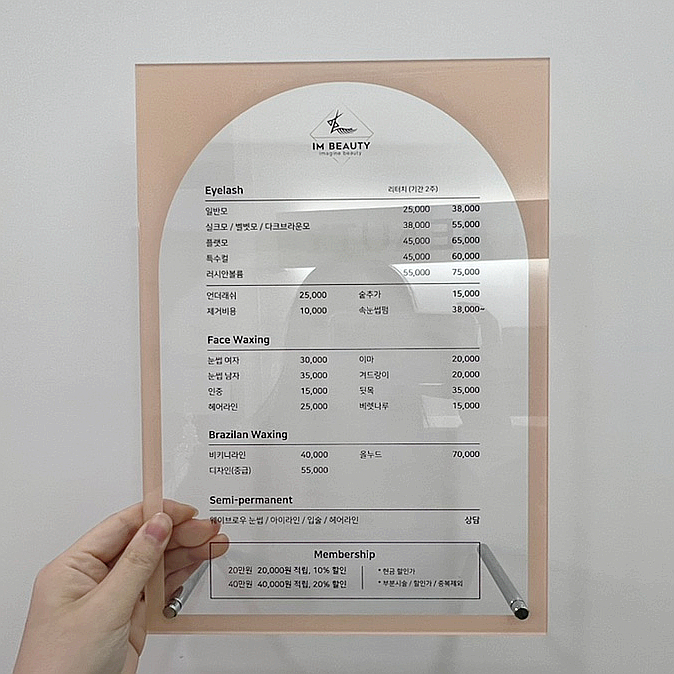 IM BEAUTY
imagine beauty
Eyelash 리터치 (기간 2주)
일반모 25,000 38,000
실크모 / 벨벳모 / 다크브라운모 38,000 55,000
플랫모 45,000 65,000
특수컬 45,000 60,000
러시안볼륨 55,000 75,000
언더래쉬 25,000 숱추가 15,000
제거비용 10,000 속눈썹펌 38,000~
Face Waxing
눈썹 여자 30,000 이마 20,000
눈썹 남자 35,000 겨드랑이 20,000
인중 15,000 뒷목 35,000
헤어라인 25,000 비렛나루 15,000
Brazilan Waxing
비키니라인 40,000 올누드 70,000
디자인(중급) 55,000
Semi-permanent
웨이브로우 눈썹 / 아이라인 / 입술 / 헤어라인 상담
Membership
20만원 20,000원 적립, 10% 할인 * 현금 할인가
40만원 40,000원 적립, 20% 할인 * 부분시술 / 할인가 / 중복제외